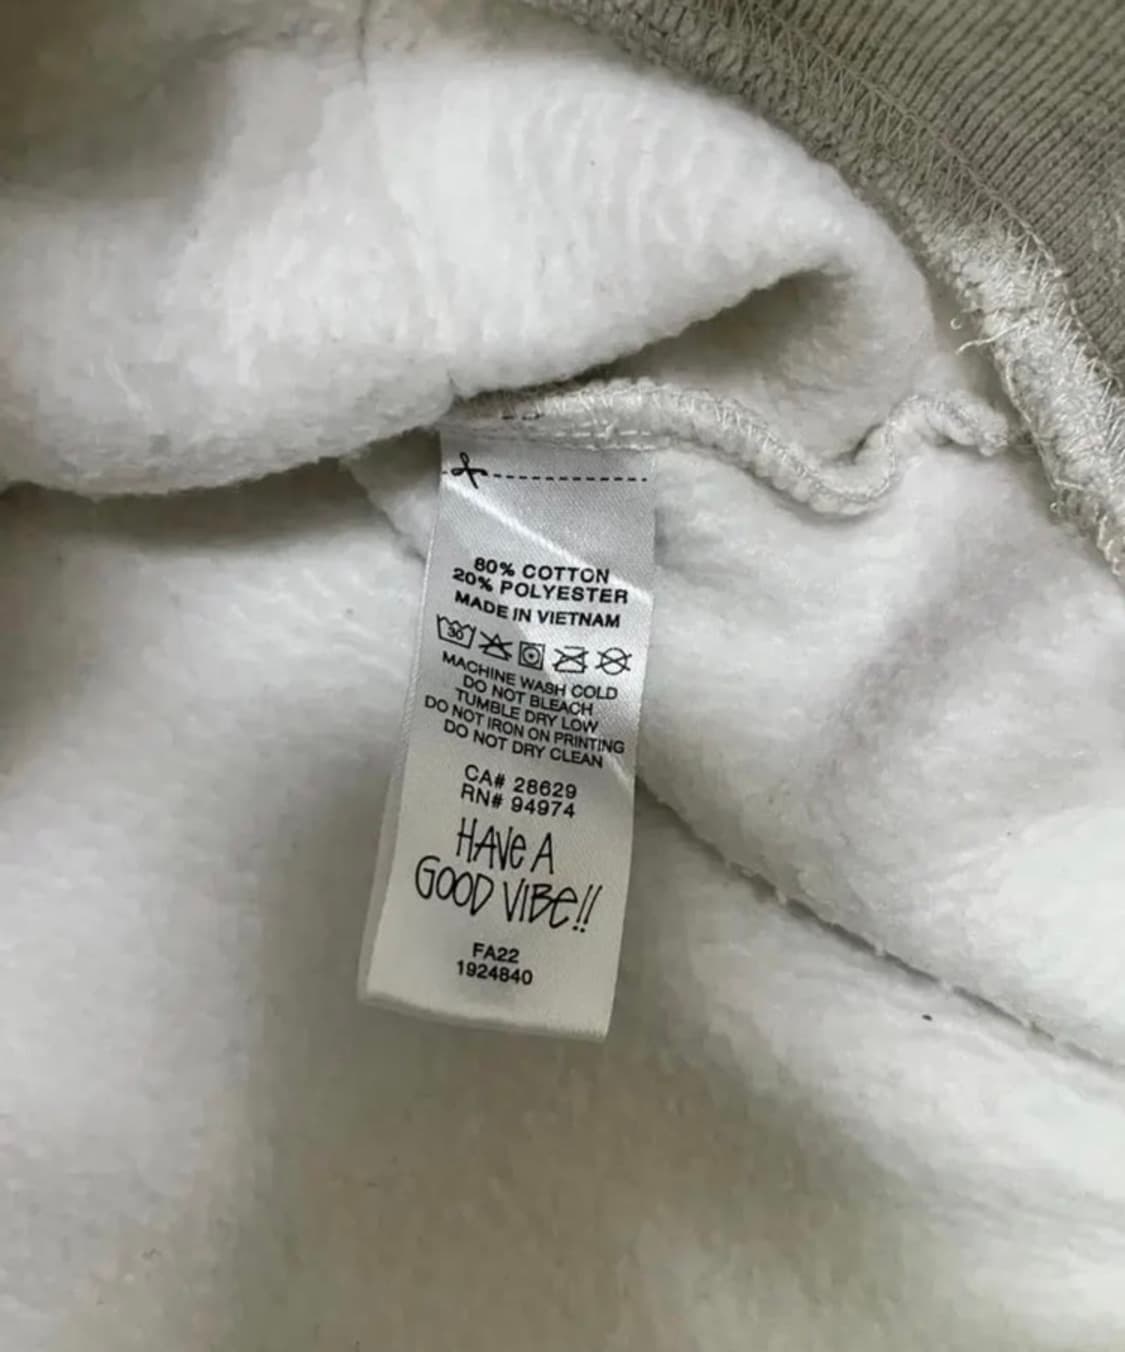 80% COTTON
20% POLYESTER
MADE IN VIETNAM
30
MACHINE WASH COLD
DO NOT BLEACH
TUMBLE DRY LOW
DO NOT IRON ON PRINTING
DO NOT DRY CLEAN
CA# 28629
RN# 94974
HAVe A
GOOD VIBe!!
FA22
1924840